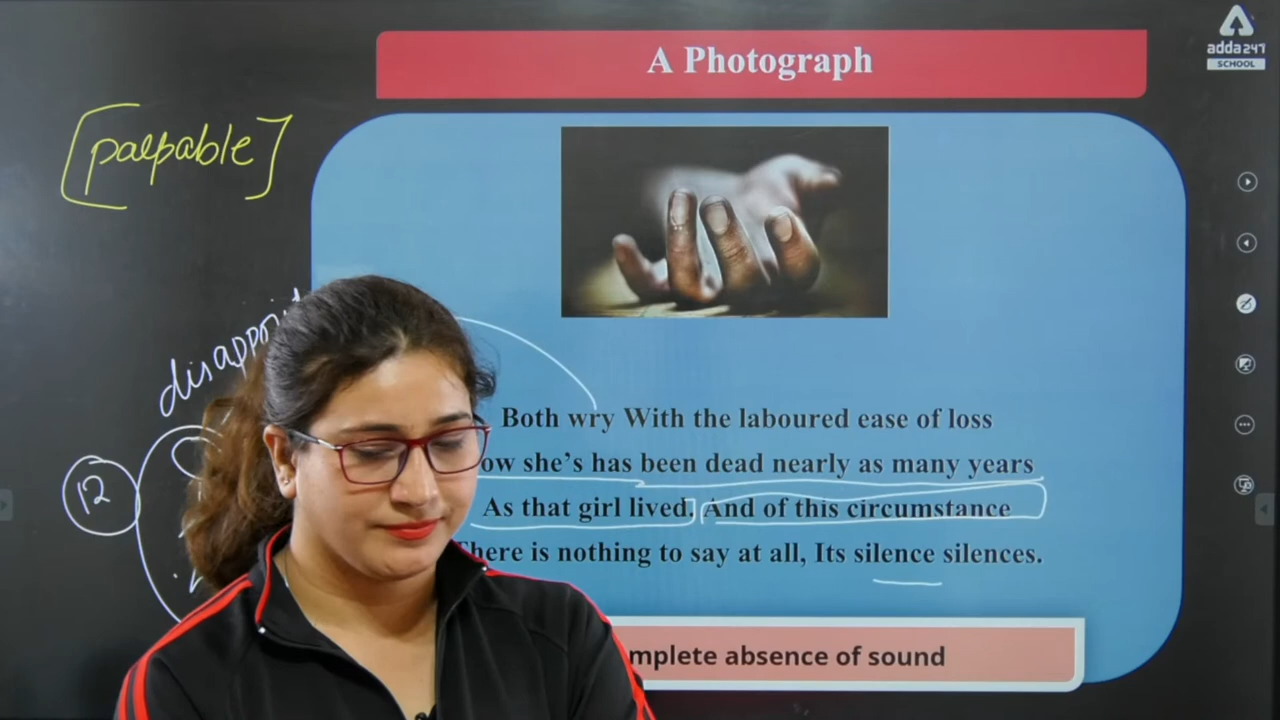 A Photograph
adda247
SCHOOL
[palpable]
12
Both wry With the laboured ease of loss
she's has been dead nearly as many years
As that girl lived. And of this circumstance
There is nothing to say at all, Its silence silences.
absence of sound